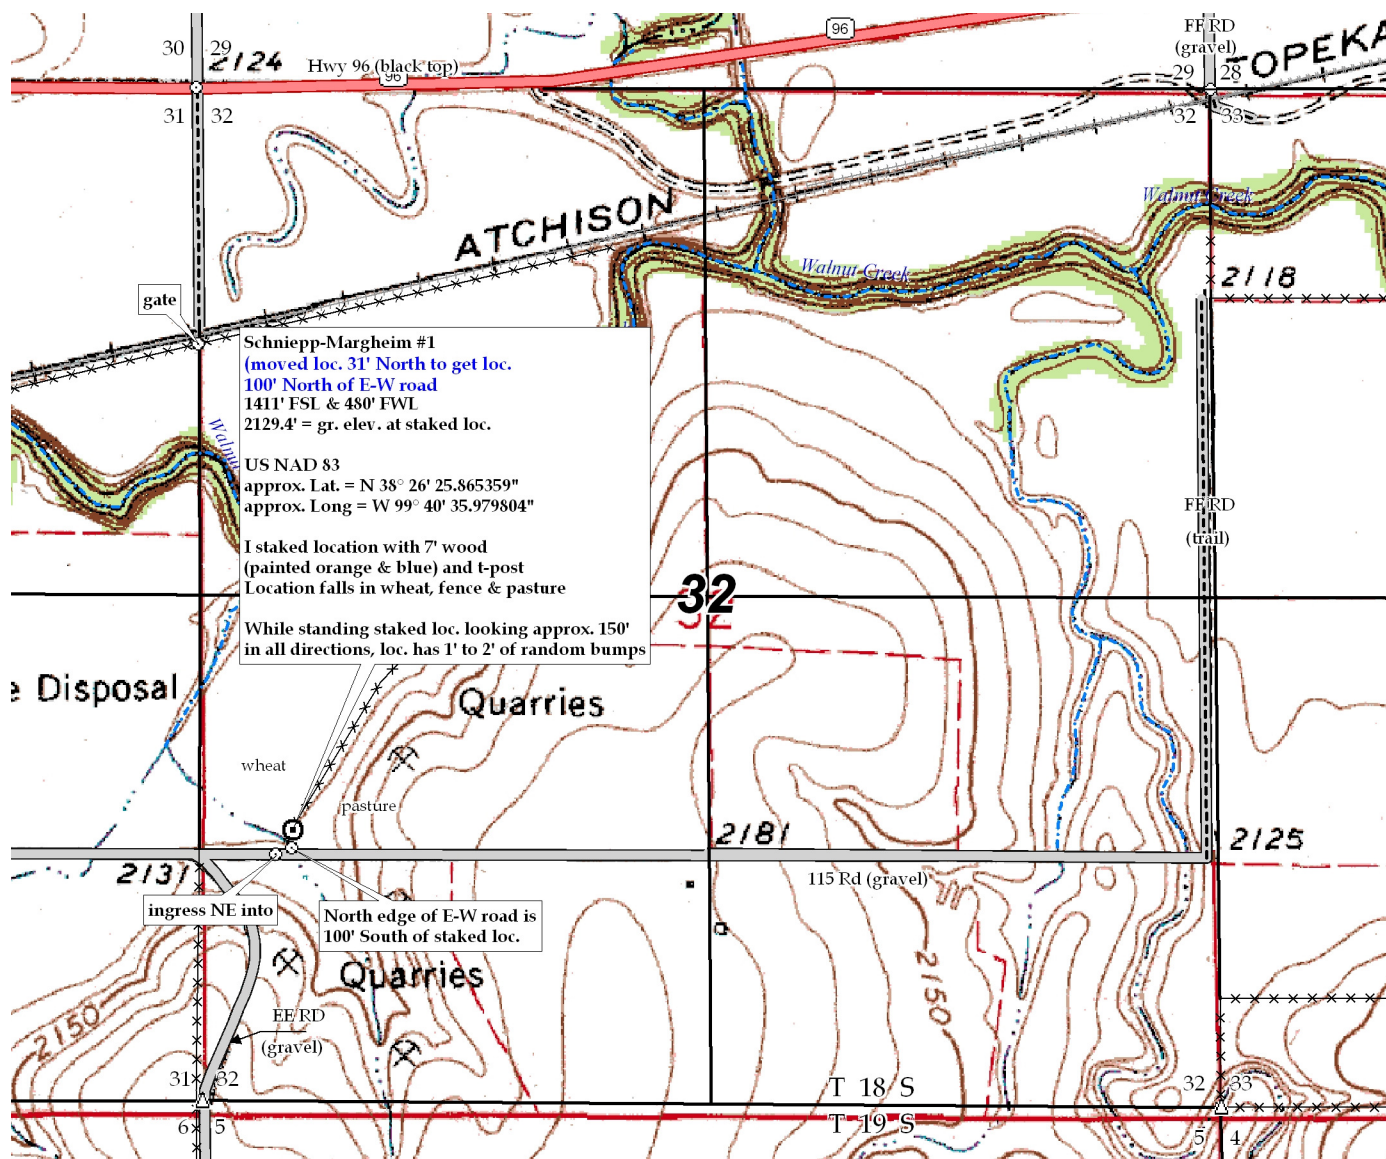 96
FF RD
(gravel)
30 29
2124
Hwy 96 (black top)
96
TOPEKA
29 28
31 32
32 33
ATCHISON
Walnut Creek
Walnut Creek
2118
gate
Schniepp-Margheim #1
(moved loc. 31' North to get loc.
100' North of E-W road
1411' FSL & 480' FWL
2129.4' = gr. elev. at staked loc.
US NAD 83
approx. Lat. = N 38° 26' 25.865359"
approx. Long = W 99° 40' 35.979804"
I staked location with 7' wood
(painted orange & blue) and t-post
Location falls in wheat, fence & pasture
While standing staked loc. looking approx. 150'
in all directions, loc. has 1' to 2' of random bumps
Walnu
FF RD
(trail)
32
32
e Disposal
Quarries
wheat
pasture
2181
2125
2131
115 Rd (gravel)
ingress NE into
North edge of E-W road is
100' South of staked loc.
Quarries
2150
2150
EE RD
(gravel)
31 32
T 18 S
32 33
6 5
T 19 S
5 4